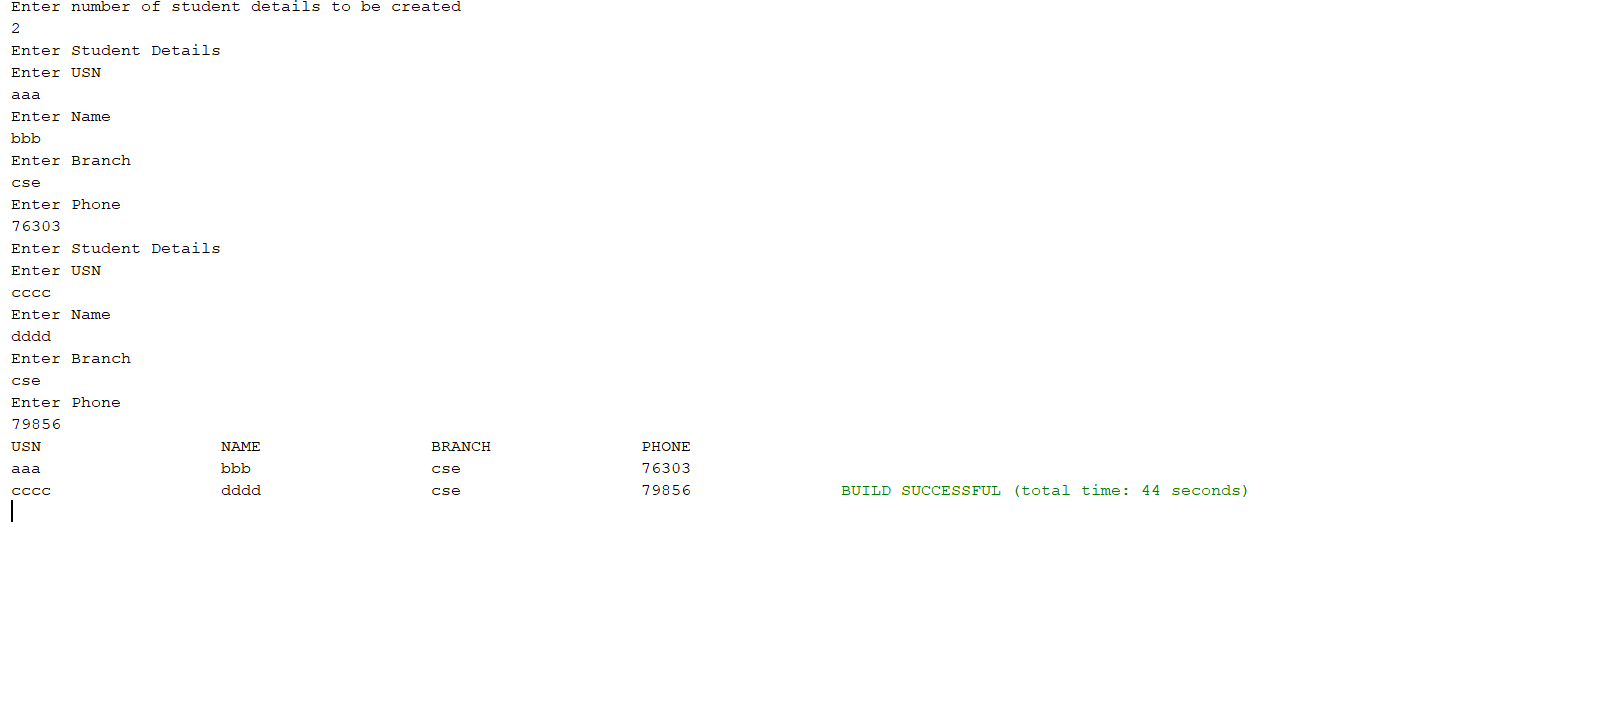 Enter number of student details to be created
2
Enter Student Details
Enter USN
aaa
Enter Name
bbb
Enter Branch
cse
Enter Phone
76303
Enter Student Details
Enter USN
cccc
Enter Name
dddd
Enter Branch
cse
Enter Phone
79856
USN NAME BRANCH PHONE
aaa bbb cse 76303
cccc dddd cse 79856 BUILD SUCCESSFUL (total time: 44 seconds)